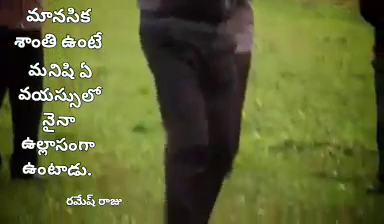 మానసిక
శాంతి ఉంటే
మనిషి ఏ
వయస్సులో
నైనా
ఉల్లాసంగా
ఉంటాడు.
రమేష్ రాజు